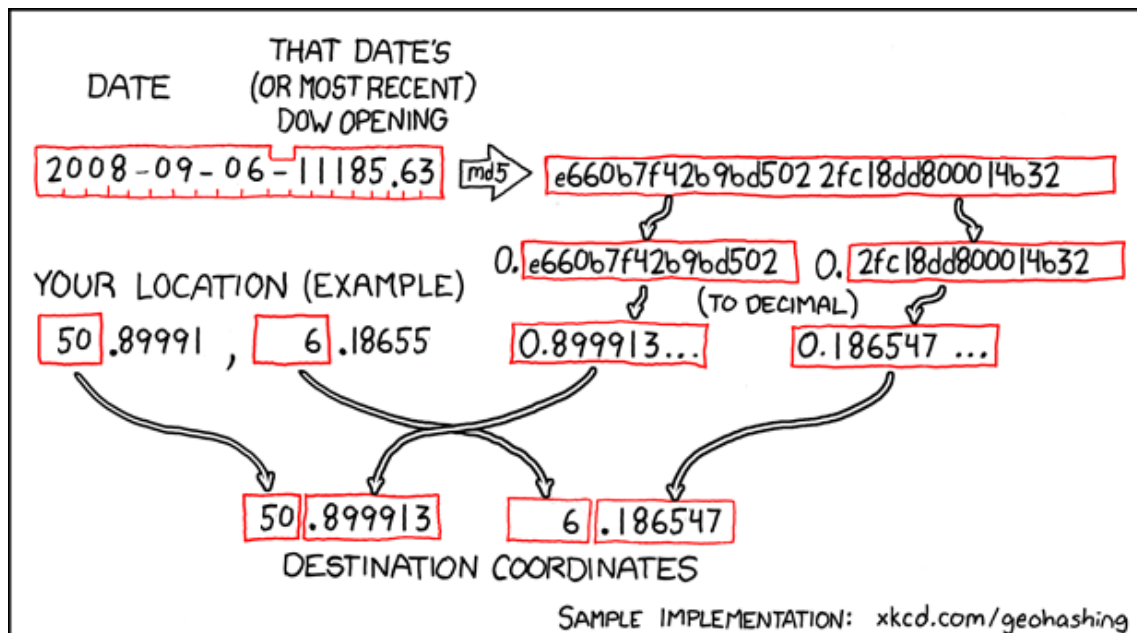 DATE
THAT DATE'S
(OR MOST RECENT)
DOW OPENING
2008-09-06-11185.63
md5
e660b7f42b9bd5022fc18dd800014b32
0.e660b7f42b9bd502
0.2fc18dd800014b32
YOUR LOCATION (EXAMPLE)
(TO DECIMAL)
50.89991, 6.18655
0.899913...
0.186547...
50.899913
6.186547
DESTINATION COORDINATES
SAMPLE IMPLEMENTATION: xkcd.com/geohashing